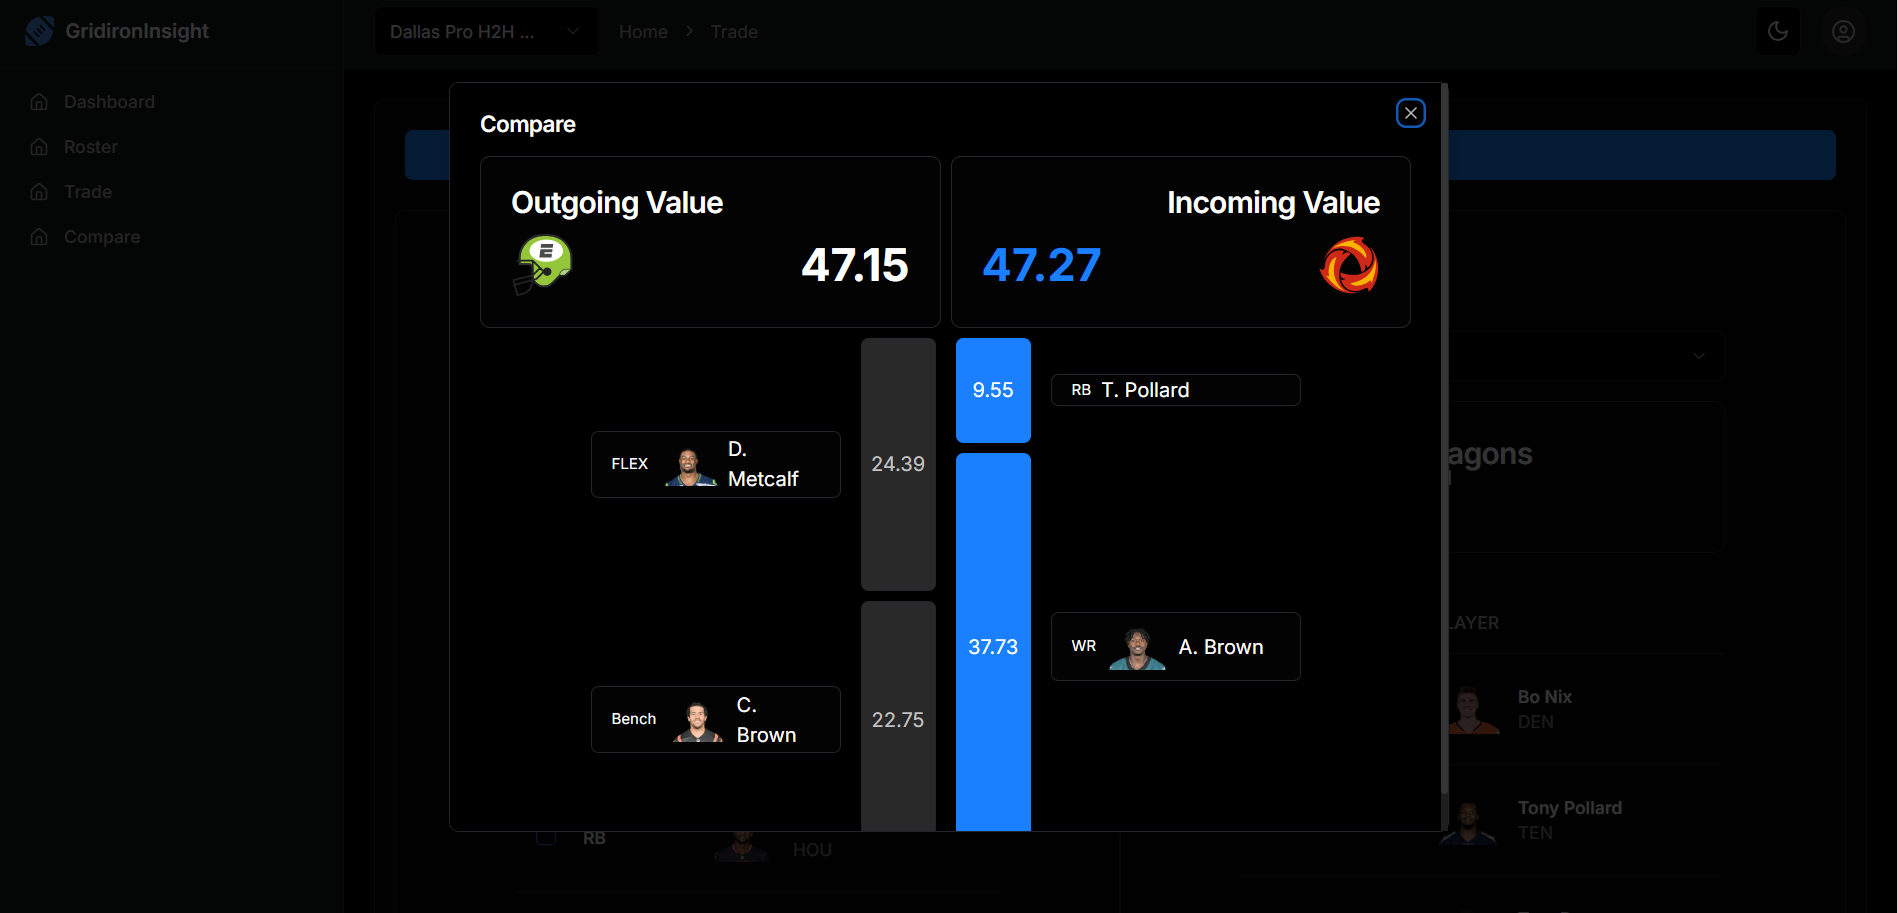 GridironInsight
Dallas Pro H2H ...
Home
Trade
Dashboard
Roster
Trade
Compare
Compare
Outgoing Value
E
47.15
Incoming Value
47.27
9.55
RB T. Pollard
FLEX
D.
Metcalf
24.39
37.73
WR
A. Brown
Bench
C.
Brown
22.75
agons
LAYER
Bo Nix
DEN
Tony Pollard
TEN
RB
HOU